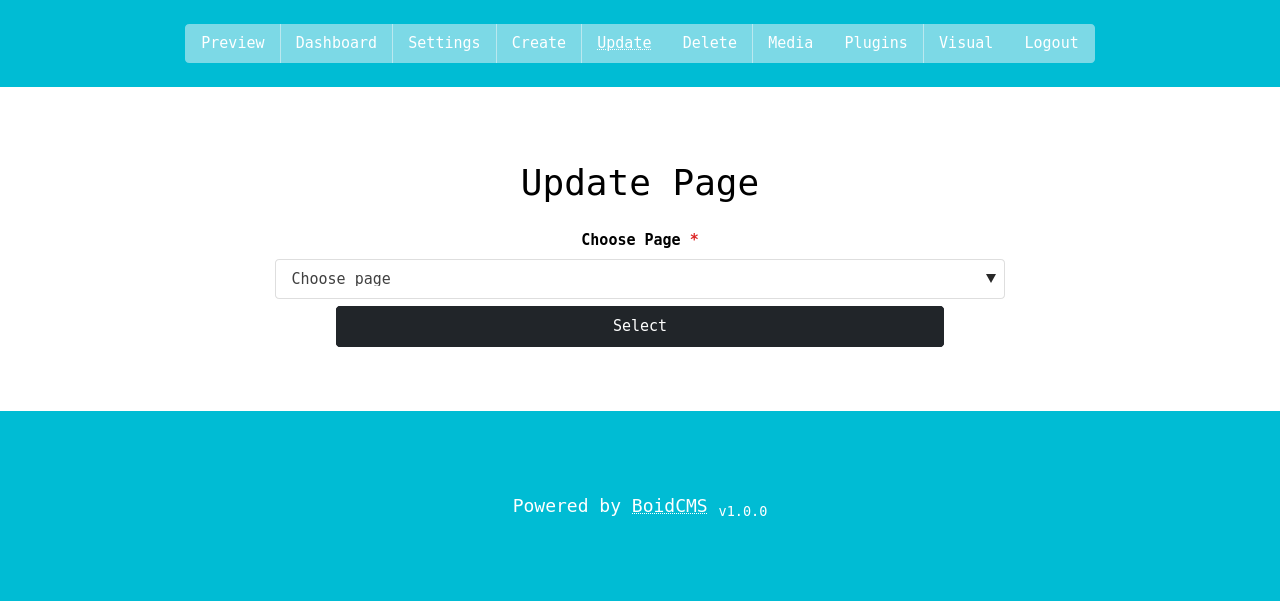 Preview Dashboard Settings Create Update Delete Media Plugins Visual Logout
Update Page
Choose Page *
Choose page
Select
Powered by BoidCMS v1.0.0